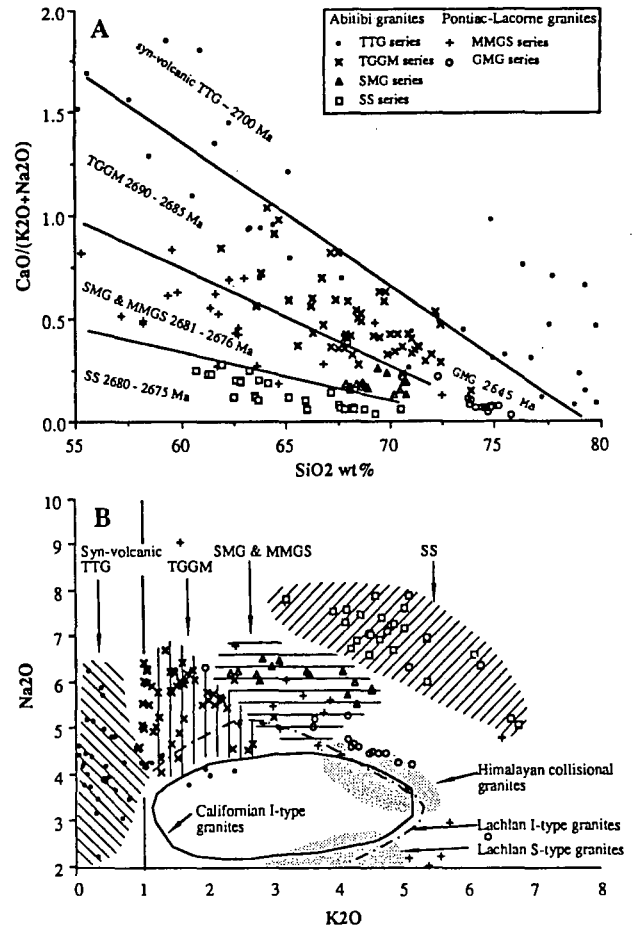 A
Abitibi granites Pontiac-Lacorne granites
TTG series MMGS series
TGGM series GMG series
SMG series
SS series
2.0
1.5
1.0
0.5
0.0
CaO/(K2O+Na2O)
syn-volcanic TTG - 2700 Ma
TGGM 2690 - 2685 Ma
SMG & MMGS 2681 - 2676 Ma
SS 2680 - 2675 Ma
GMG 2645 Ma
55 60 65 70 75 80
SiO2 wt%
B
10
9
8
7
6
5
4
3
2
Na2O
Syn-volcanic
TTG
TGGM
SMG & MMGS
SS
Himalayan collisional
granites
Californian I-type
granites
Lachlan I-type granites
Lachlan S-type granites
0 1 2 3 4 5 6 7 8
K2O